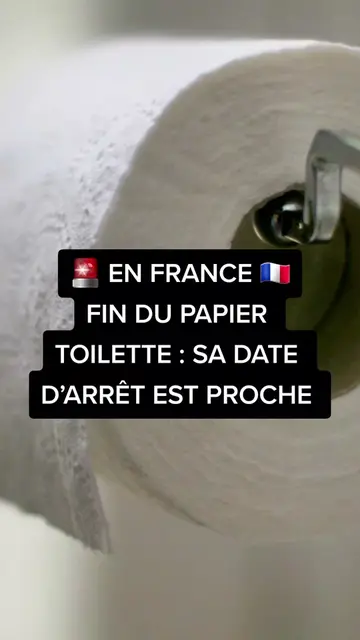 🚨 EN FRANCE 🇫🇷
FIN DU PAPIER
TOILETTE : SA DATE
D’ARRÊT EST PROCHE